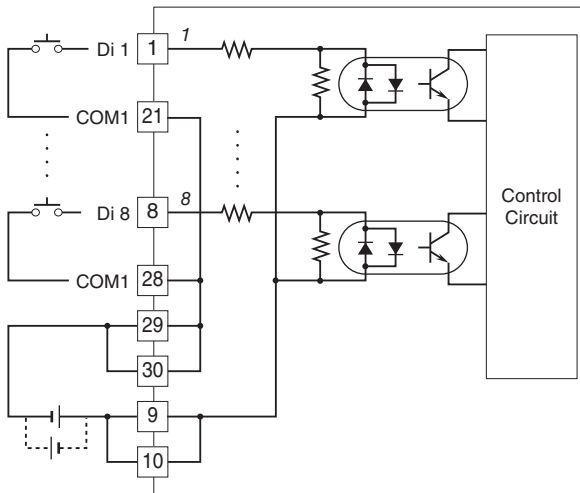 Di 1 1 1
COM1 21
Di 8 8 8
COM1 28
29
30
9
10
Control
Circuit